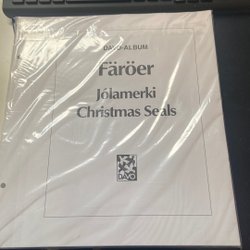 DAVO-ALBUM
Färöer
Jólamerki
Christmas Seals
DAVO